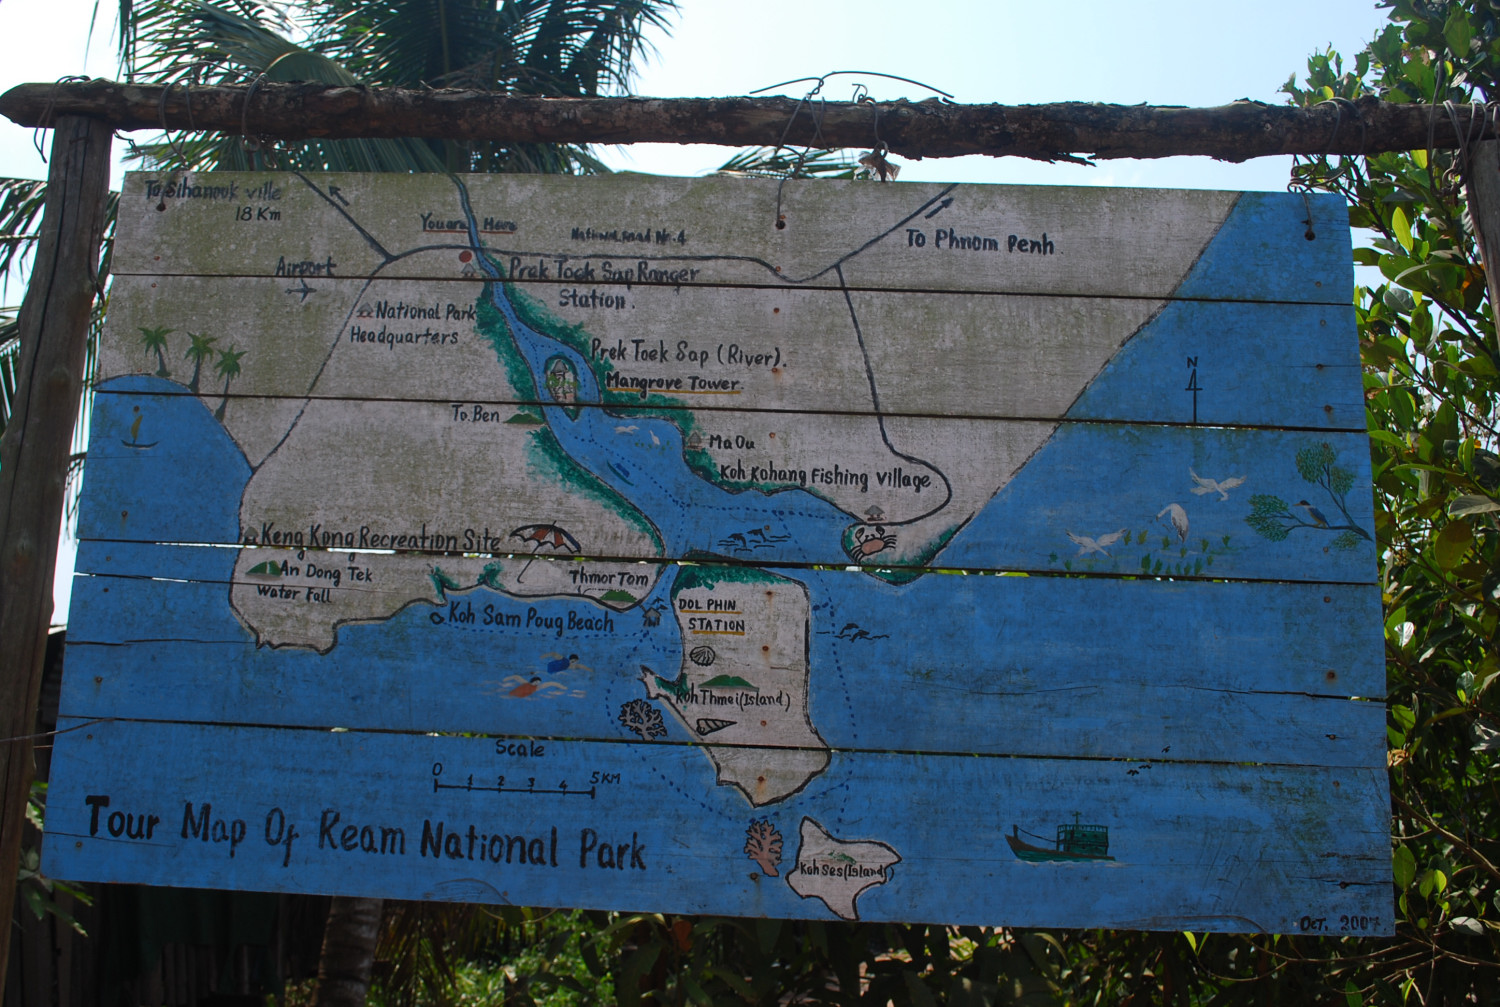 To Sihanouk ville
18 Km
You are Here
National Road Nr. 4
To Phnom Penh
Airport
Prek Toek Sap Ranger
Station.
National Park
Headquarters
Prek Toek Sap (River).
Mangrove Tower.
N
To Ben
Ma Ou
Koh Kohang Fishing Village
Keng Kong Recreation Site
An Dong Tek
Water Fall
Thmor Tom
Koh Sam Poug Beach
DOLPHIN
STATION
Koh Thmei (Island)
Scale
0 1 2 3 4 5 KM
Tour Map Of Ream National Park
Koh Ses (Island)
Oct. 2007